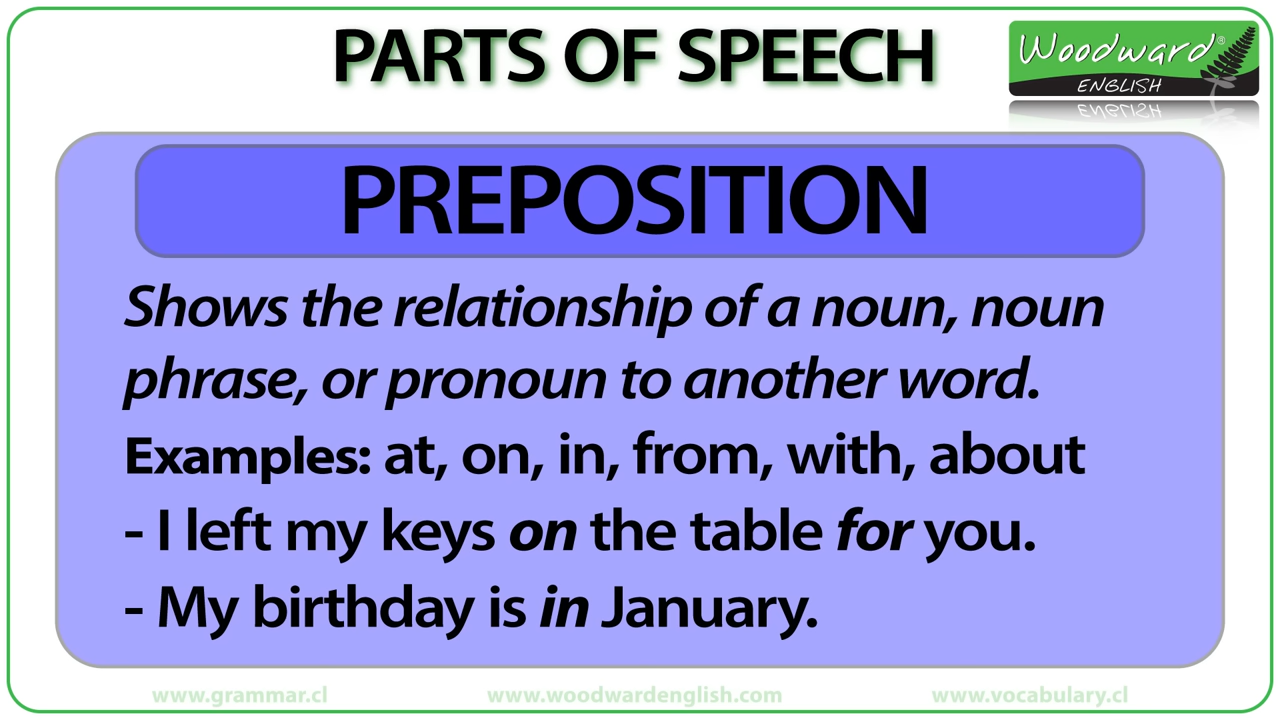 PARTS OF SPEECH
Woodward®
ENGLISH
PREPOSITION
Shows the relationship of a noun, noun
phrase, or pronoun to another word.
Examples: at, on, in, from, with, about
- I left my keys on the table for you.
- My birthday is in January.
www.grammar.cl www.woodwardenglish.com www.vocabulary.cl